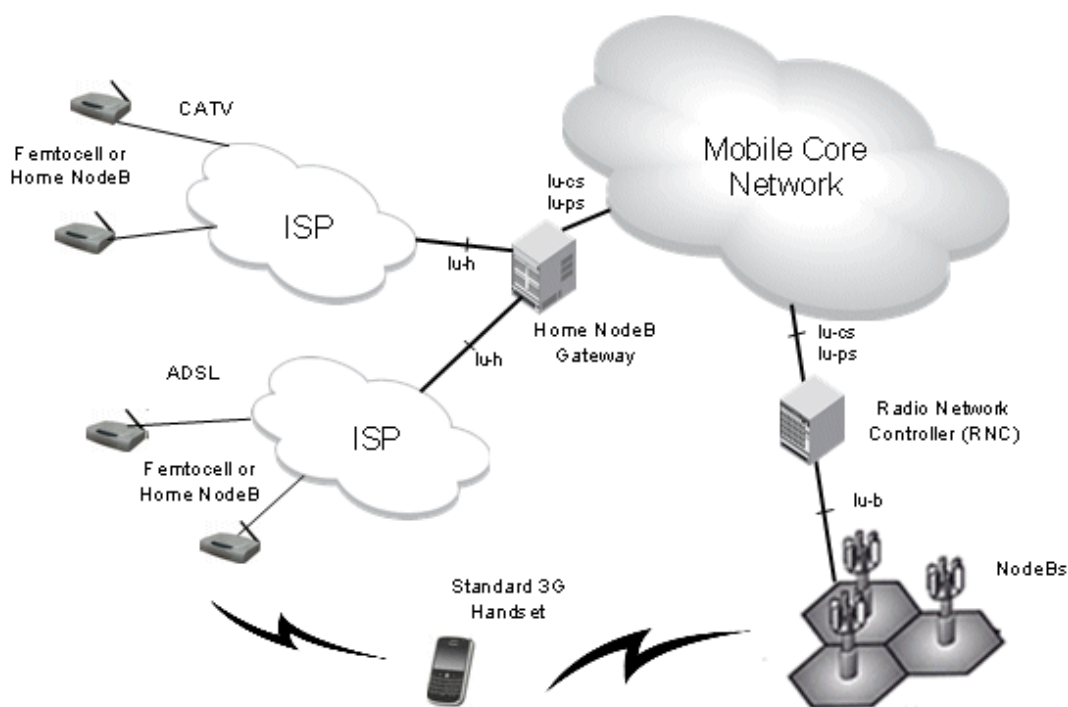 CATV
Femtocell or
Home NodeB
ISP
Iu-h
Iu-cs
Iu-ps
Mobile Core
Network
Home NodeB
Gateway
Iu-h
Iu-cs
Iu-ps
ADSL
ISP
Femtocell or
Home NodeB
Radio Network
Controller (RNC)
Iu-b
NodeBs
Standard 3G
Handset